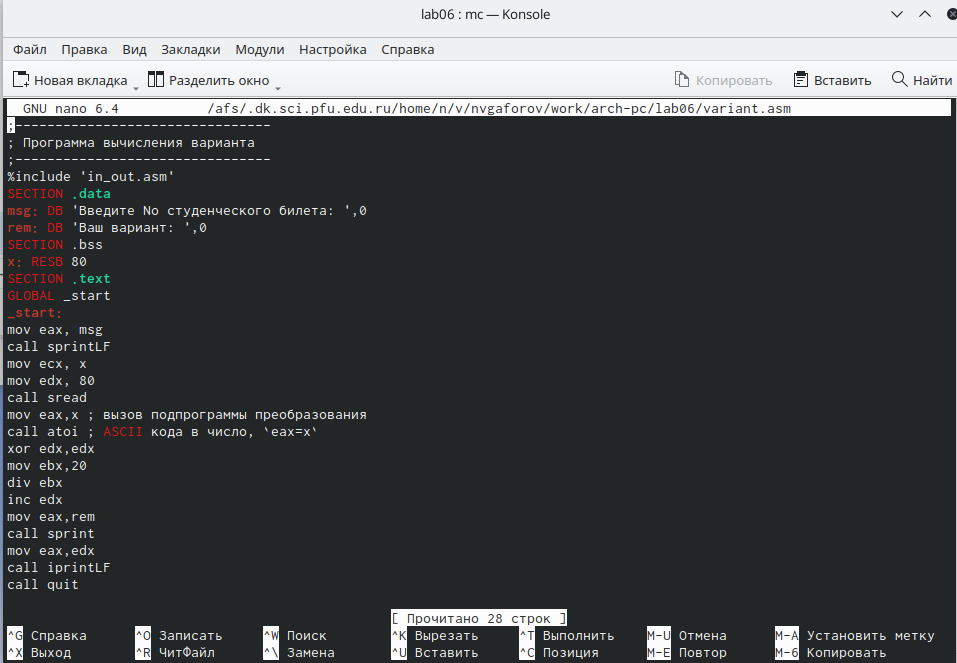 lab06 : mc — Konsole
Файл Правка Вид Закладки Модули Настройка Справка
Новая вкладка Разделить окно Копировать Вставить Найти
GNU nano 6.4 /afs/.dk.sci.pfu.edu.ru/home/n/v/nvgaforov/work/arch-pc/lab06/variant.asm
;--------------------------------
; Программа вычисления варианта
;--------------------------------
%include 'in_out.asm'
SECTION .data
msg: DB 'Введите No студенческого билета: ',0
rem: DB 'Ваш вариант: ',0
SECTION .bss
x: RESB 80
SECTION .text
GLOBAL _start
_start:
mov eax, msg
call sprintLF
mov ecx, x
mov edx, 80
call sread
mov eax,x ; вызов подпрограммы преобразования
call atoi ; ASCII кода в число, `eax=x`
xor edx,edx
mov ebx,20
div ebx
inc edx
mov eax,rem
call sprint
mov eax,edx
call iprintLF
call quit
[ Прочитано 28 строк ]
^G Справка ^O Записать ^W Поиск ^K Вырезать ^T Выполнить M-U Отмена M-A Установить метку
^X Выход ^R ЧитФайл ^\ Замена ^U Вставить ^C Позиция M-E Повтор M-6 Копировать